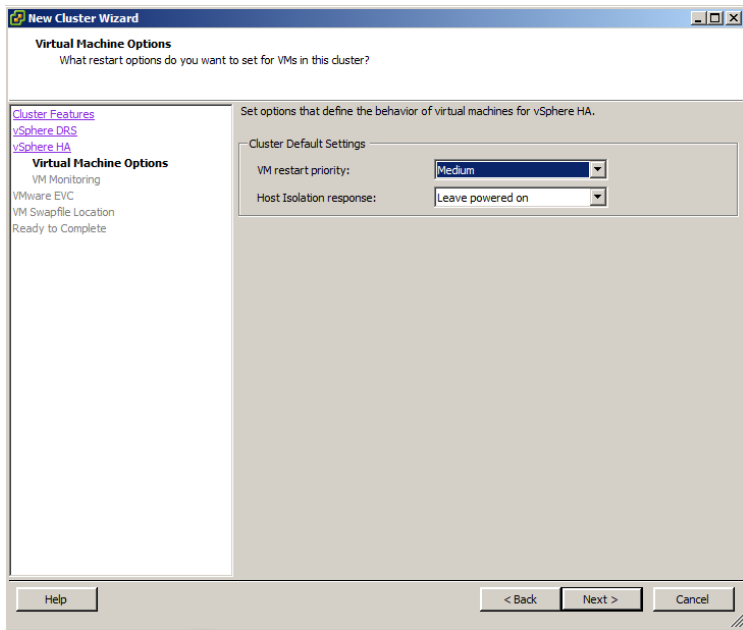 New Cluster Wizard
Virtual Machine Options
What restart options do you want to set for VMs in this cluster?
Cluster Features
vSphere DRS
vSphere HA
Virtual Machine Options
VM Monitoring
VMware EVC
VM Swapfile Location
Ready to Complete
Set options that define the behavior of virtual machines for vSphere HA.
Cluster Default Settings
VM restart priority: Medium
Host Isolation response: Leave powered on
Help < Back Next > Cancel